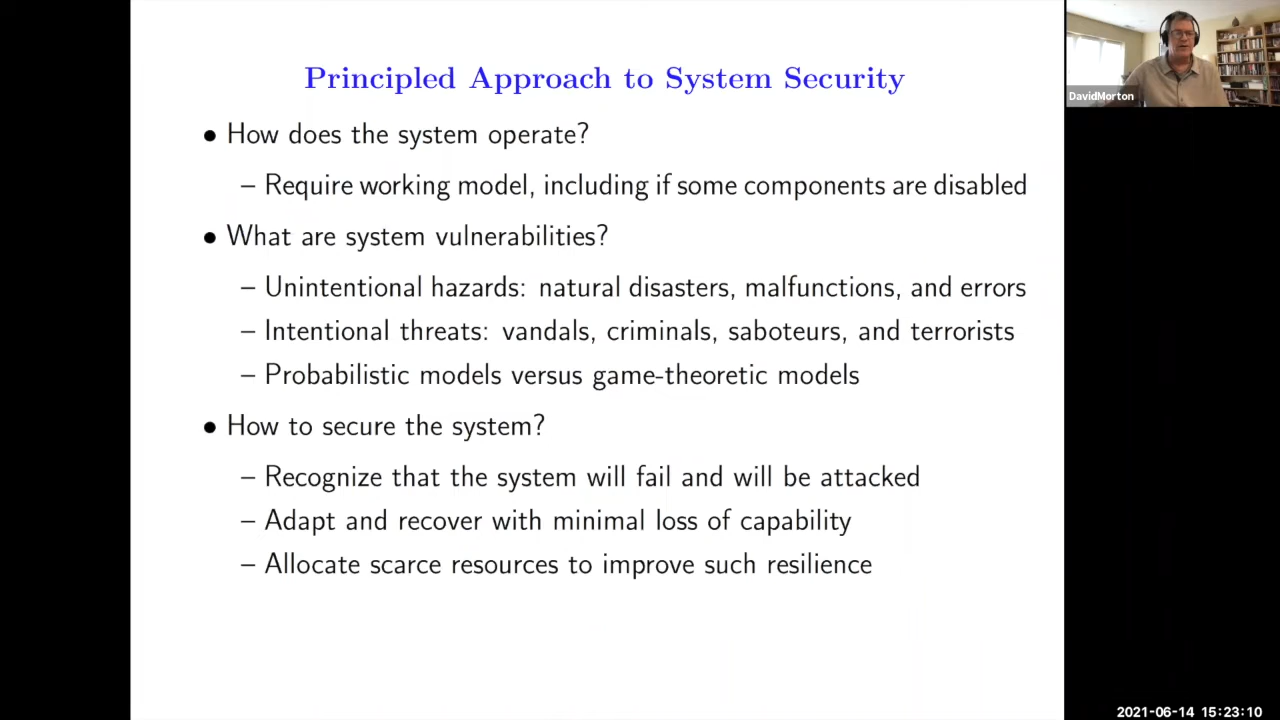 Principled Approach to System Security
● How does the system operate?
– Require working model, including if some components are disabled
● What are system vulnerabilities?
– Unintentional hazards: natural disasters, malfunctions, and errors
– Intentional threats: vandals, criminals, saboteurs, and terrorists
– Probabilistic models versus game-theoretic models
● How to secure the system?
– Recognize that the system will fail and will be attacked
– Adapt and recover with minimal loss of capability
– Allocate scarce resources to improve such resilience
DavidMorton
2021-06-14 15:23:10